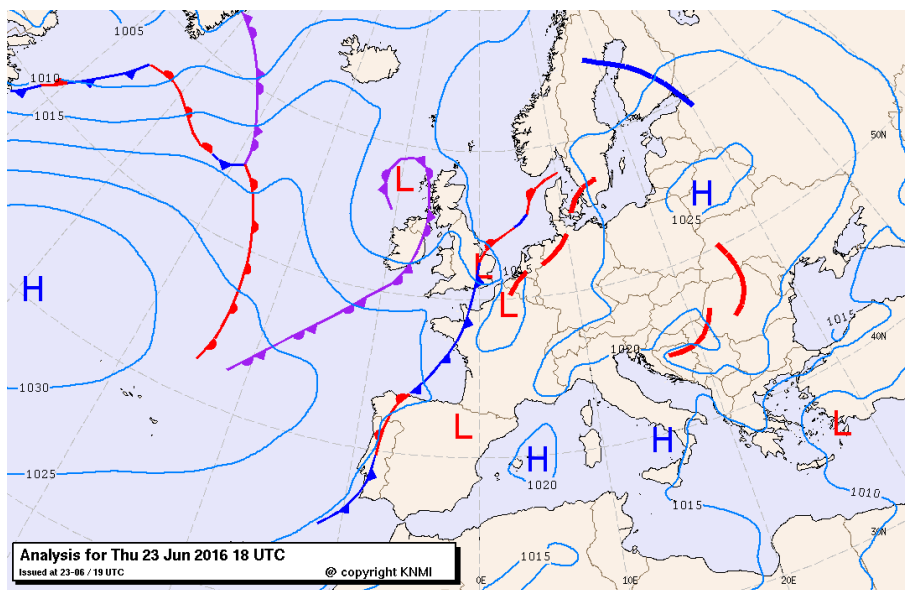 1005
1010
1015
50N
L
H
1025
H
L
1015
L
1015
40N
1020
1030
L
L
H
H
1025
1020
1015
1010
30N
1015
Analysis for Thu 23 Jun 2016 18 UTC
Issued at 23-06 / 19 UTC
@ copyright KNMI
0E
10E
20E